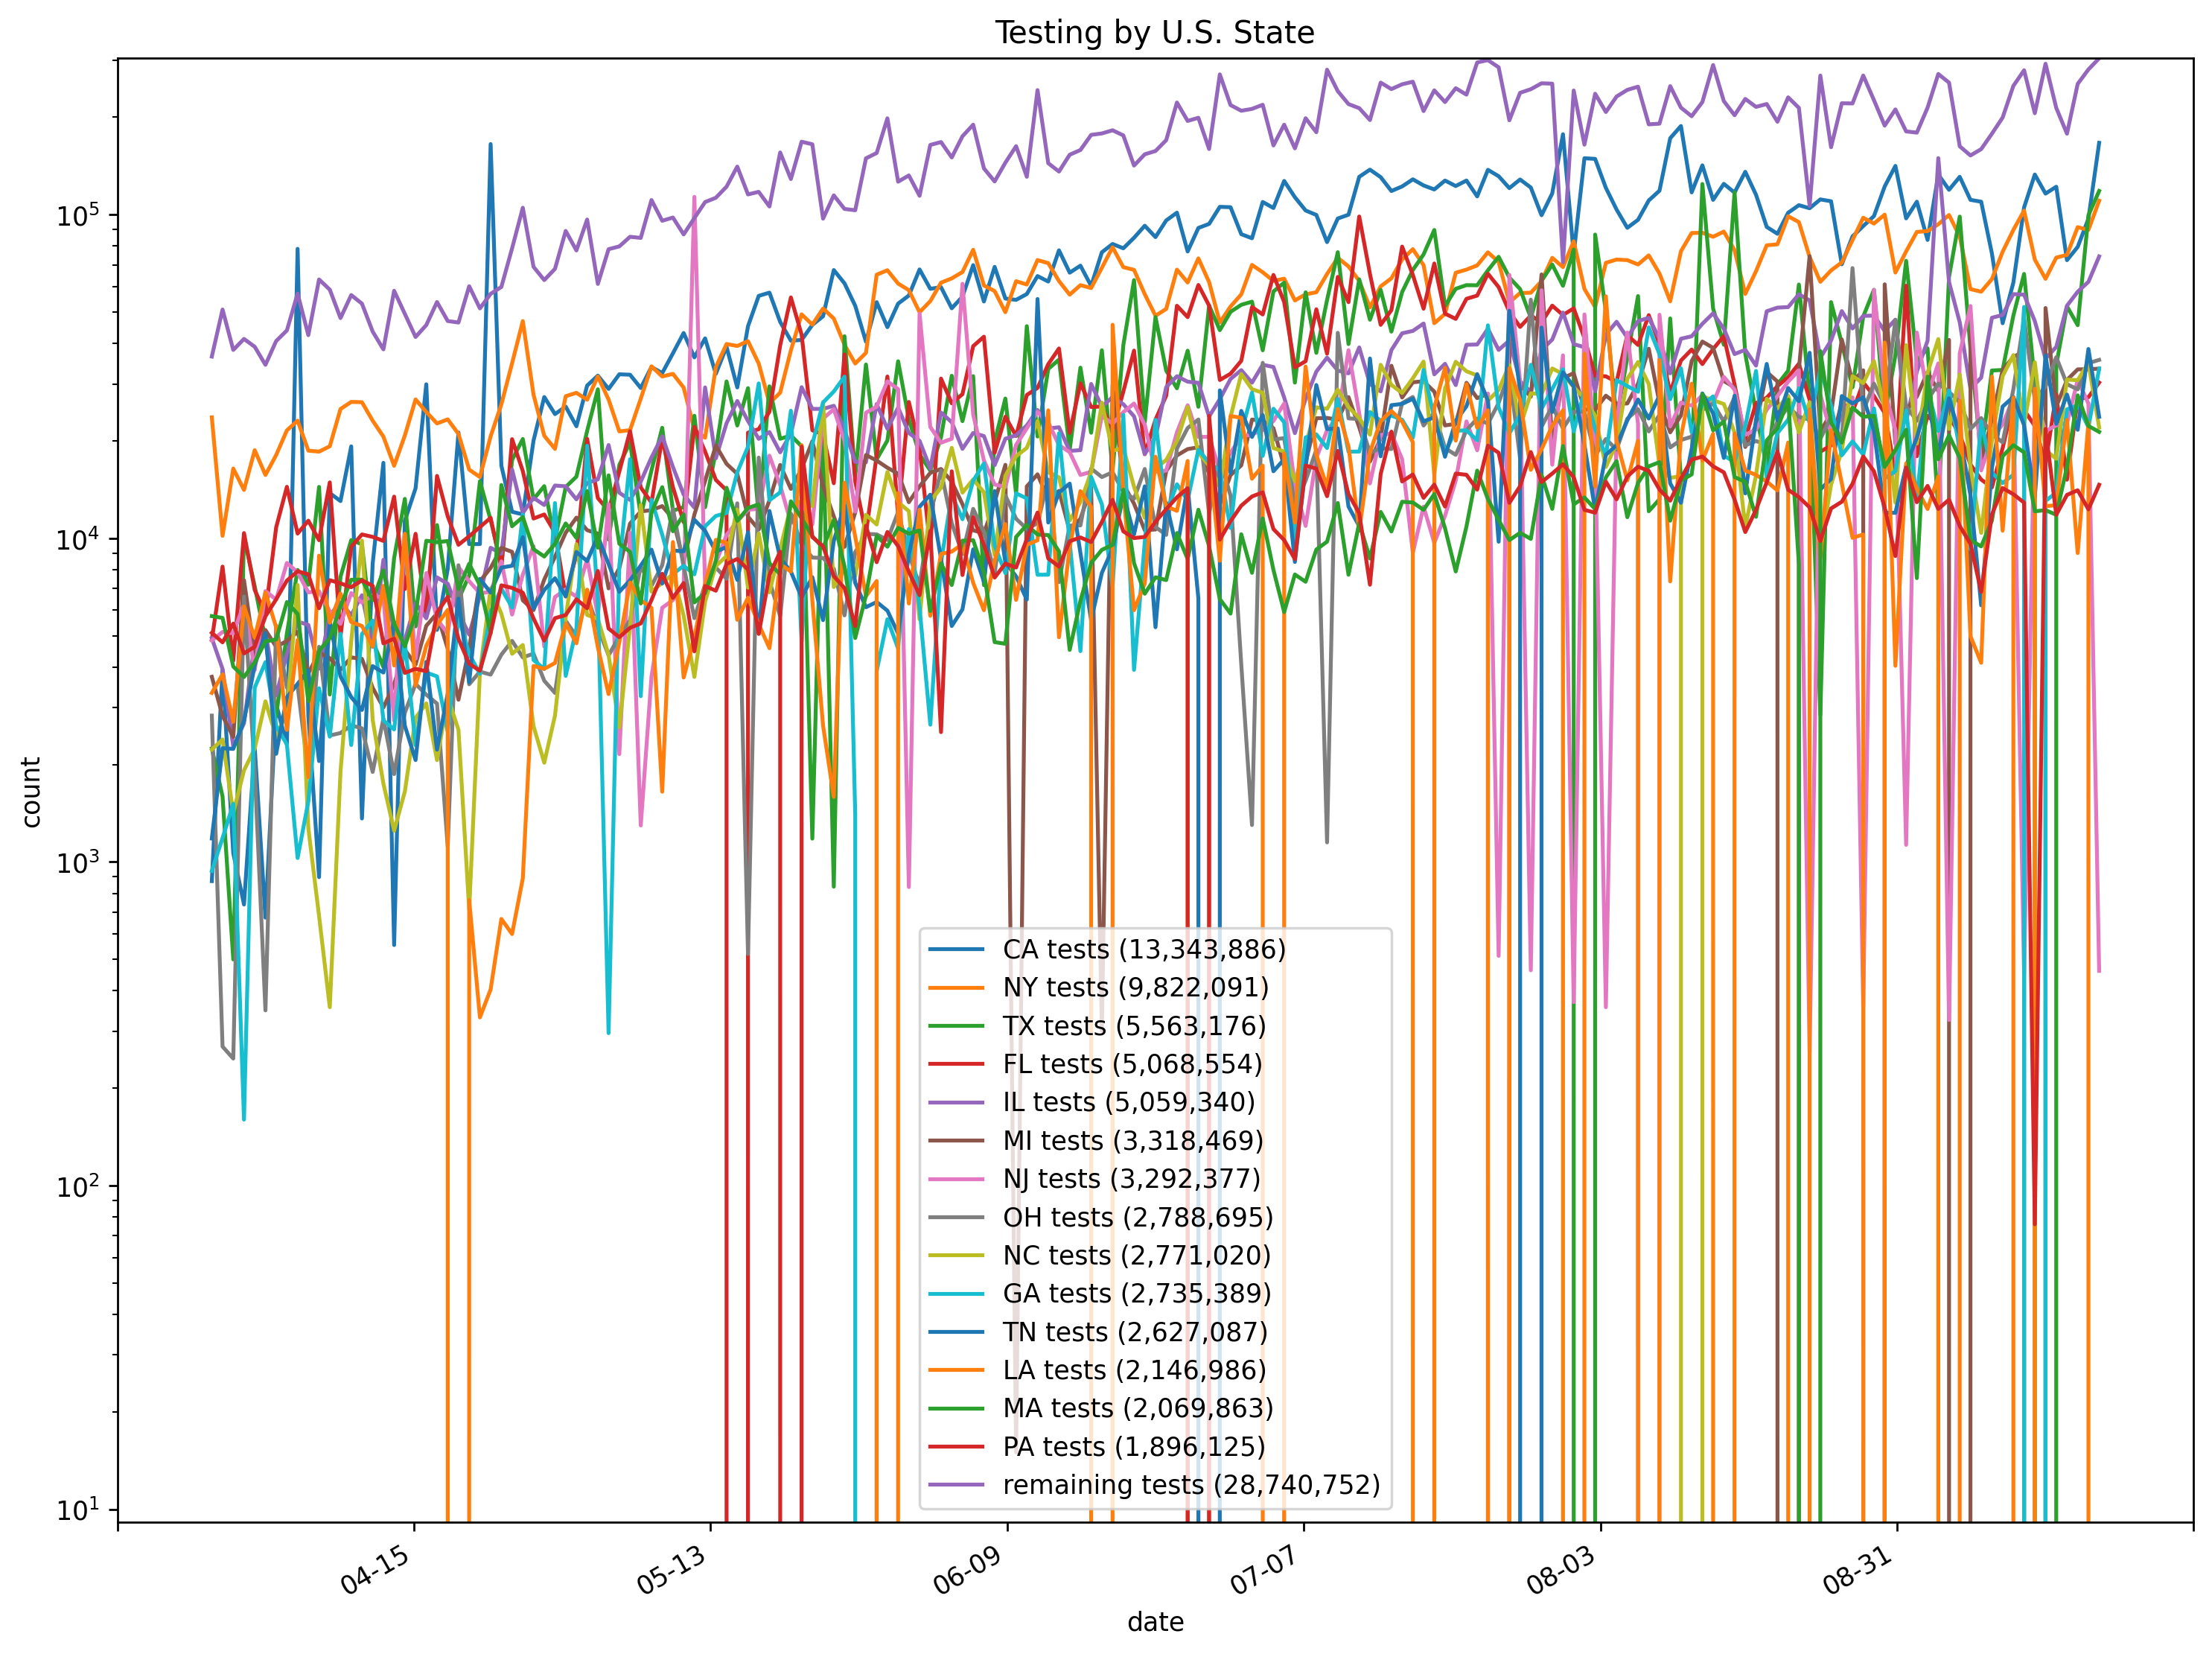 Testing by U.S. State
count
10^5
10^4
10^3
10^2
10^1
CA tests (13,343,886)
NY tests (9,822,091)
TX tests (5,563,176)
FL tests (5,068,554)
IL tests (5,059,340)
MI tests (3,318,469)
NJ tests (3,292,377)
OH tests (2,788,695)
NC tests (2,771,020)
GA tests (2,735,389)
TN tests (2,627,087)
LA tests (2,146,986)
MA tests (2,069,863)
PA tests (1,896,125)
remaining tests (28,740,752)
04-15 05-13 06-09 07-07 08-03 08-31
date